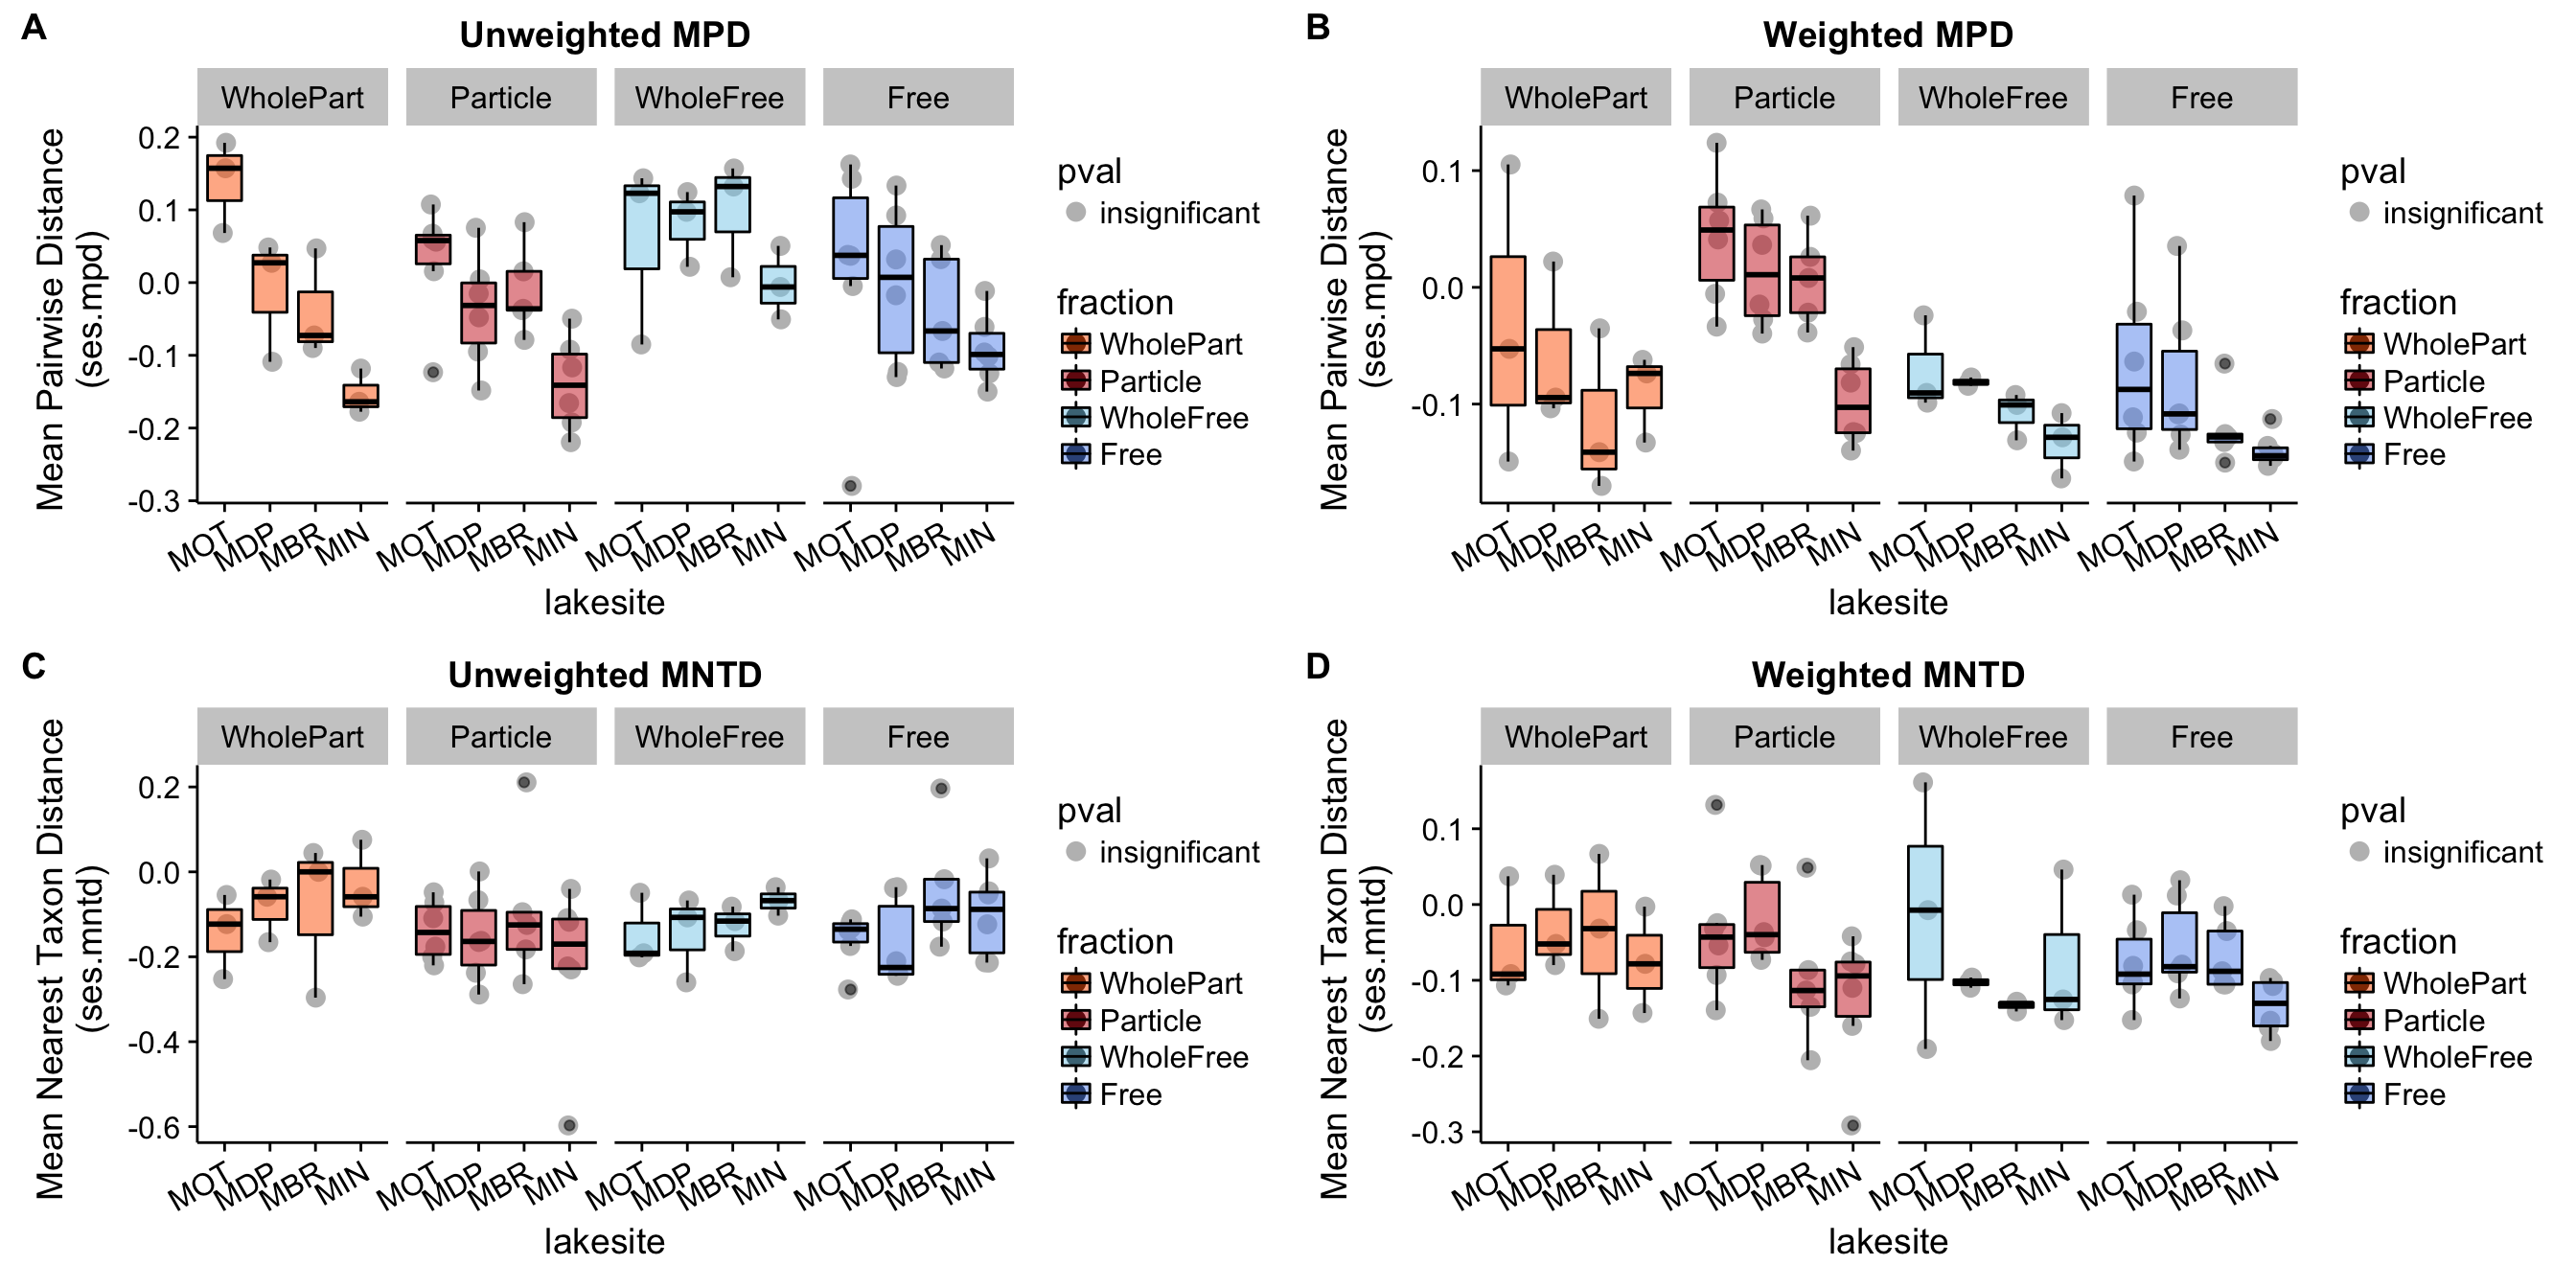 A
Unweighted MPD
WholePart Particle WholeFree Free
Mean Pairwise Distance
(ses.mpd)
0.2
0.1
0.0
-0.1
-0.2
-0.3
MOT MDP MBR MIN MOT MDP MBR MIN MOT MDP MBR MIN MOT MDP MBR MIN
lakesite
pval
insignificant
fraction
WholePart
Particle
WholeFree
Free
B
Weighted MPD
WholePart Particle WholeFree Free
Mean Pairwise Distance
(ses.mpd)
0.1
0.0
-0.1
MOT MDP MBR MIN MOT MDP MBR MIN MOT MDP MBR MIN MOT MDP MBR MIN
lakesite
pval
insignificant
fraction
WholePart
Particle
WholeFree
Free
C
Unweighted MNTD
WholePart Particle WholeFree Free
Mean Nearest Taxon Distance
(ses.mntd)
0.2
0.0
-0.2
-0.4
-0.6
MOT MDP MBR MIN MOT MDP MBR MIN MOT MDP MBR MIN MOT MDP MBR MIN
lakesite
pval
insignificant
fraction
WholePart
Particle
WholeFree
Free
D
Weighted MNTD
WholePart Particle WholeFree Free
Mean Nearest Taxon Distance
(ses.mntd)
0.1
0.0
-0.1
-0.2
-0.3
MOT MDP MBR MIN MOT MDP MBR MIN MOT MDP MBR MIN MOT MDP MBR MIN
lakesite
pval
insignificant
fraction
WholePart
Particle
WholeFree
Free